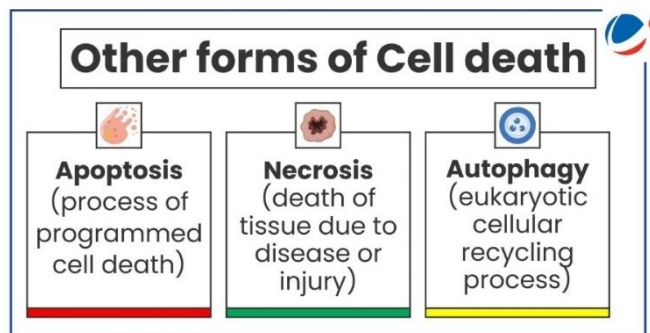 Other forms of Cell death
Apoptosis
(process of
programmed
cell death)
Necrosis
(death of
tissue due to
disease or
injury)
Autophagy
(eukaryotic
cellular
recycling
process)